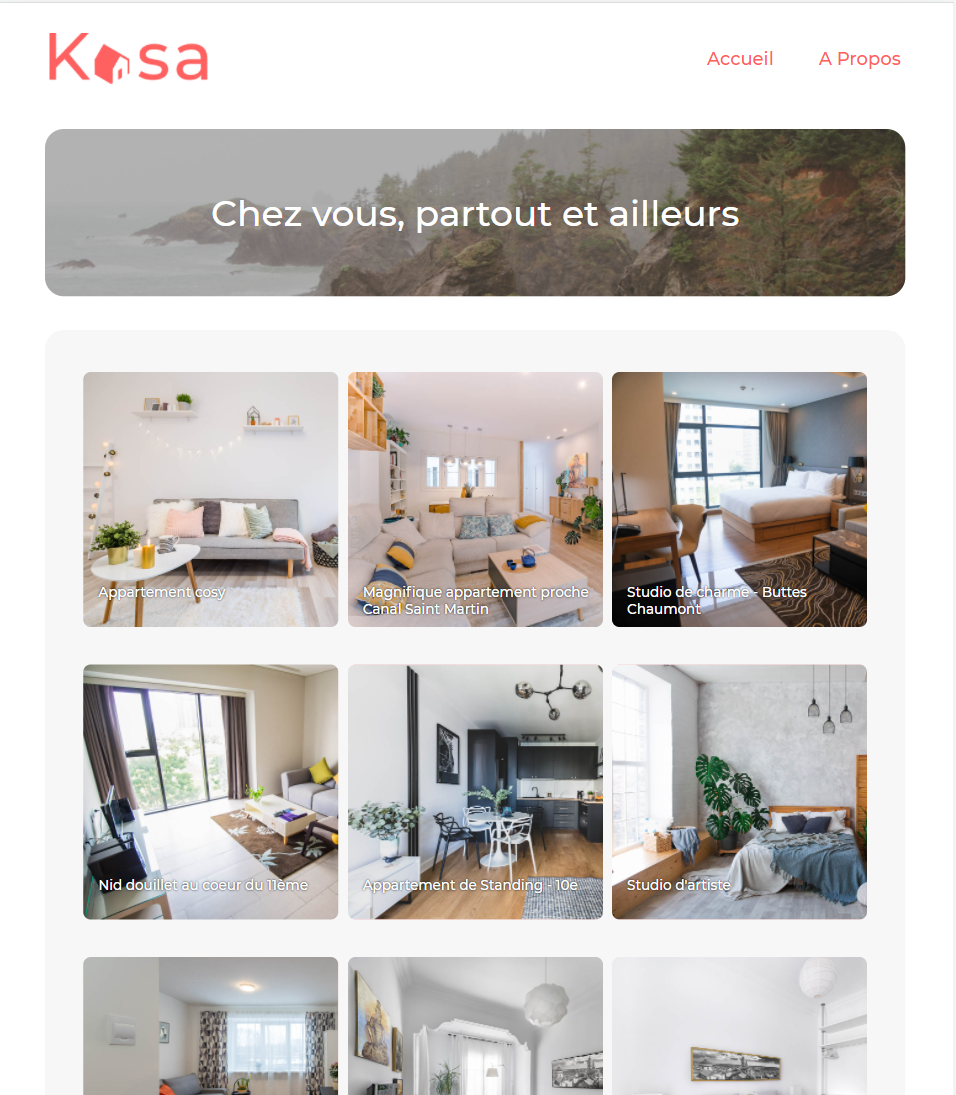 Kasa
Accueil
A Propos
Chez vous, partout et ailleurs
Appartement cosy
Magnifique appartement proche
Canal Saint Martin
Studio de charme - Buttes
Chaumont
Nid douillet au coeur du 11ème
Appartement de Standing - 10e
Studio d'artiste